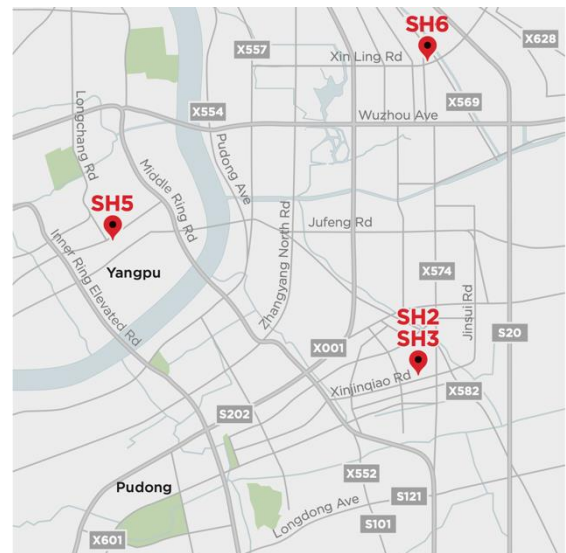 SH6
X557
X628
Xin Ling Rd
X569
X554
Wuzhou Ave
Longchang Rd
Pudong Ave
Middle Ring Rd
SH5
Zhangyang North Rd
Jufeng Rd
Inner Ring Elevated Rd
Yangpu
X574
Jinsui Rd
SH2
SH3
S20
X001
Xinjinqiao Rd
X582
S202
X552
Pudong
S121
Longdong Ave
S101
X601